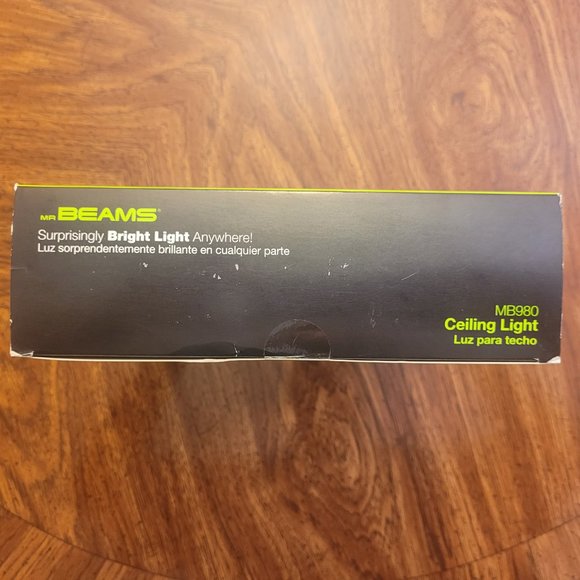 MR BEAMS®
Surprisingly Bright Light Anywhere!
Luz sorprendentemente brillante en cualquier parte
MB980
Ceiling Light
Luz para techo